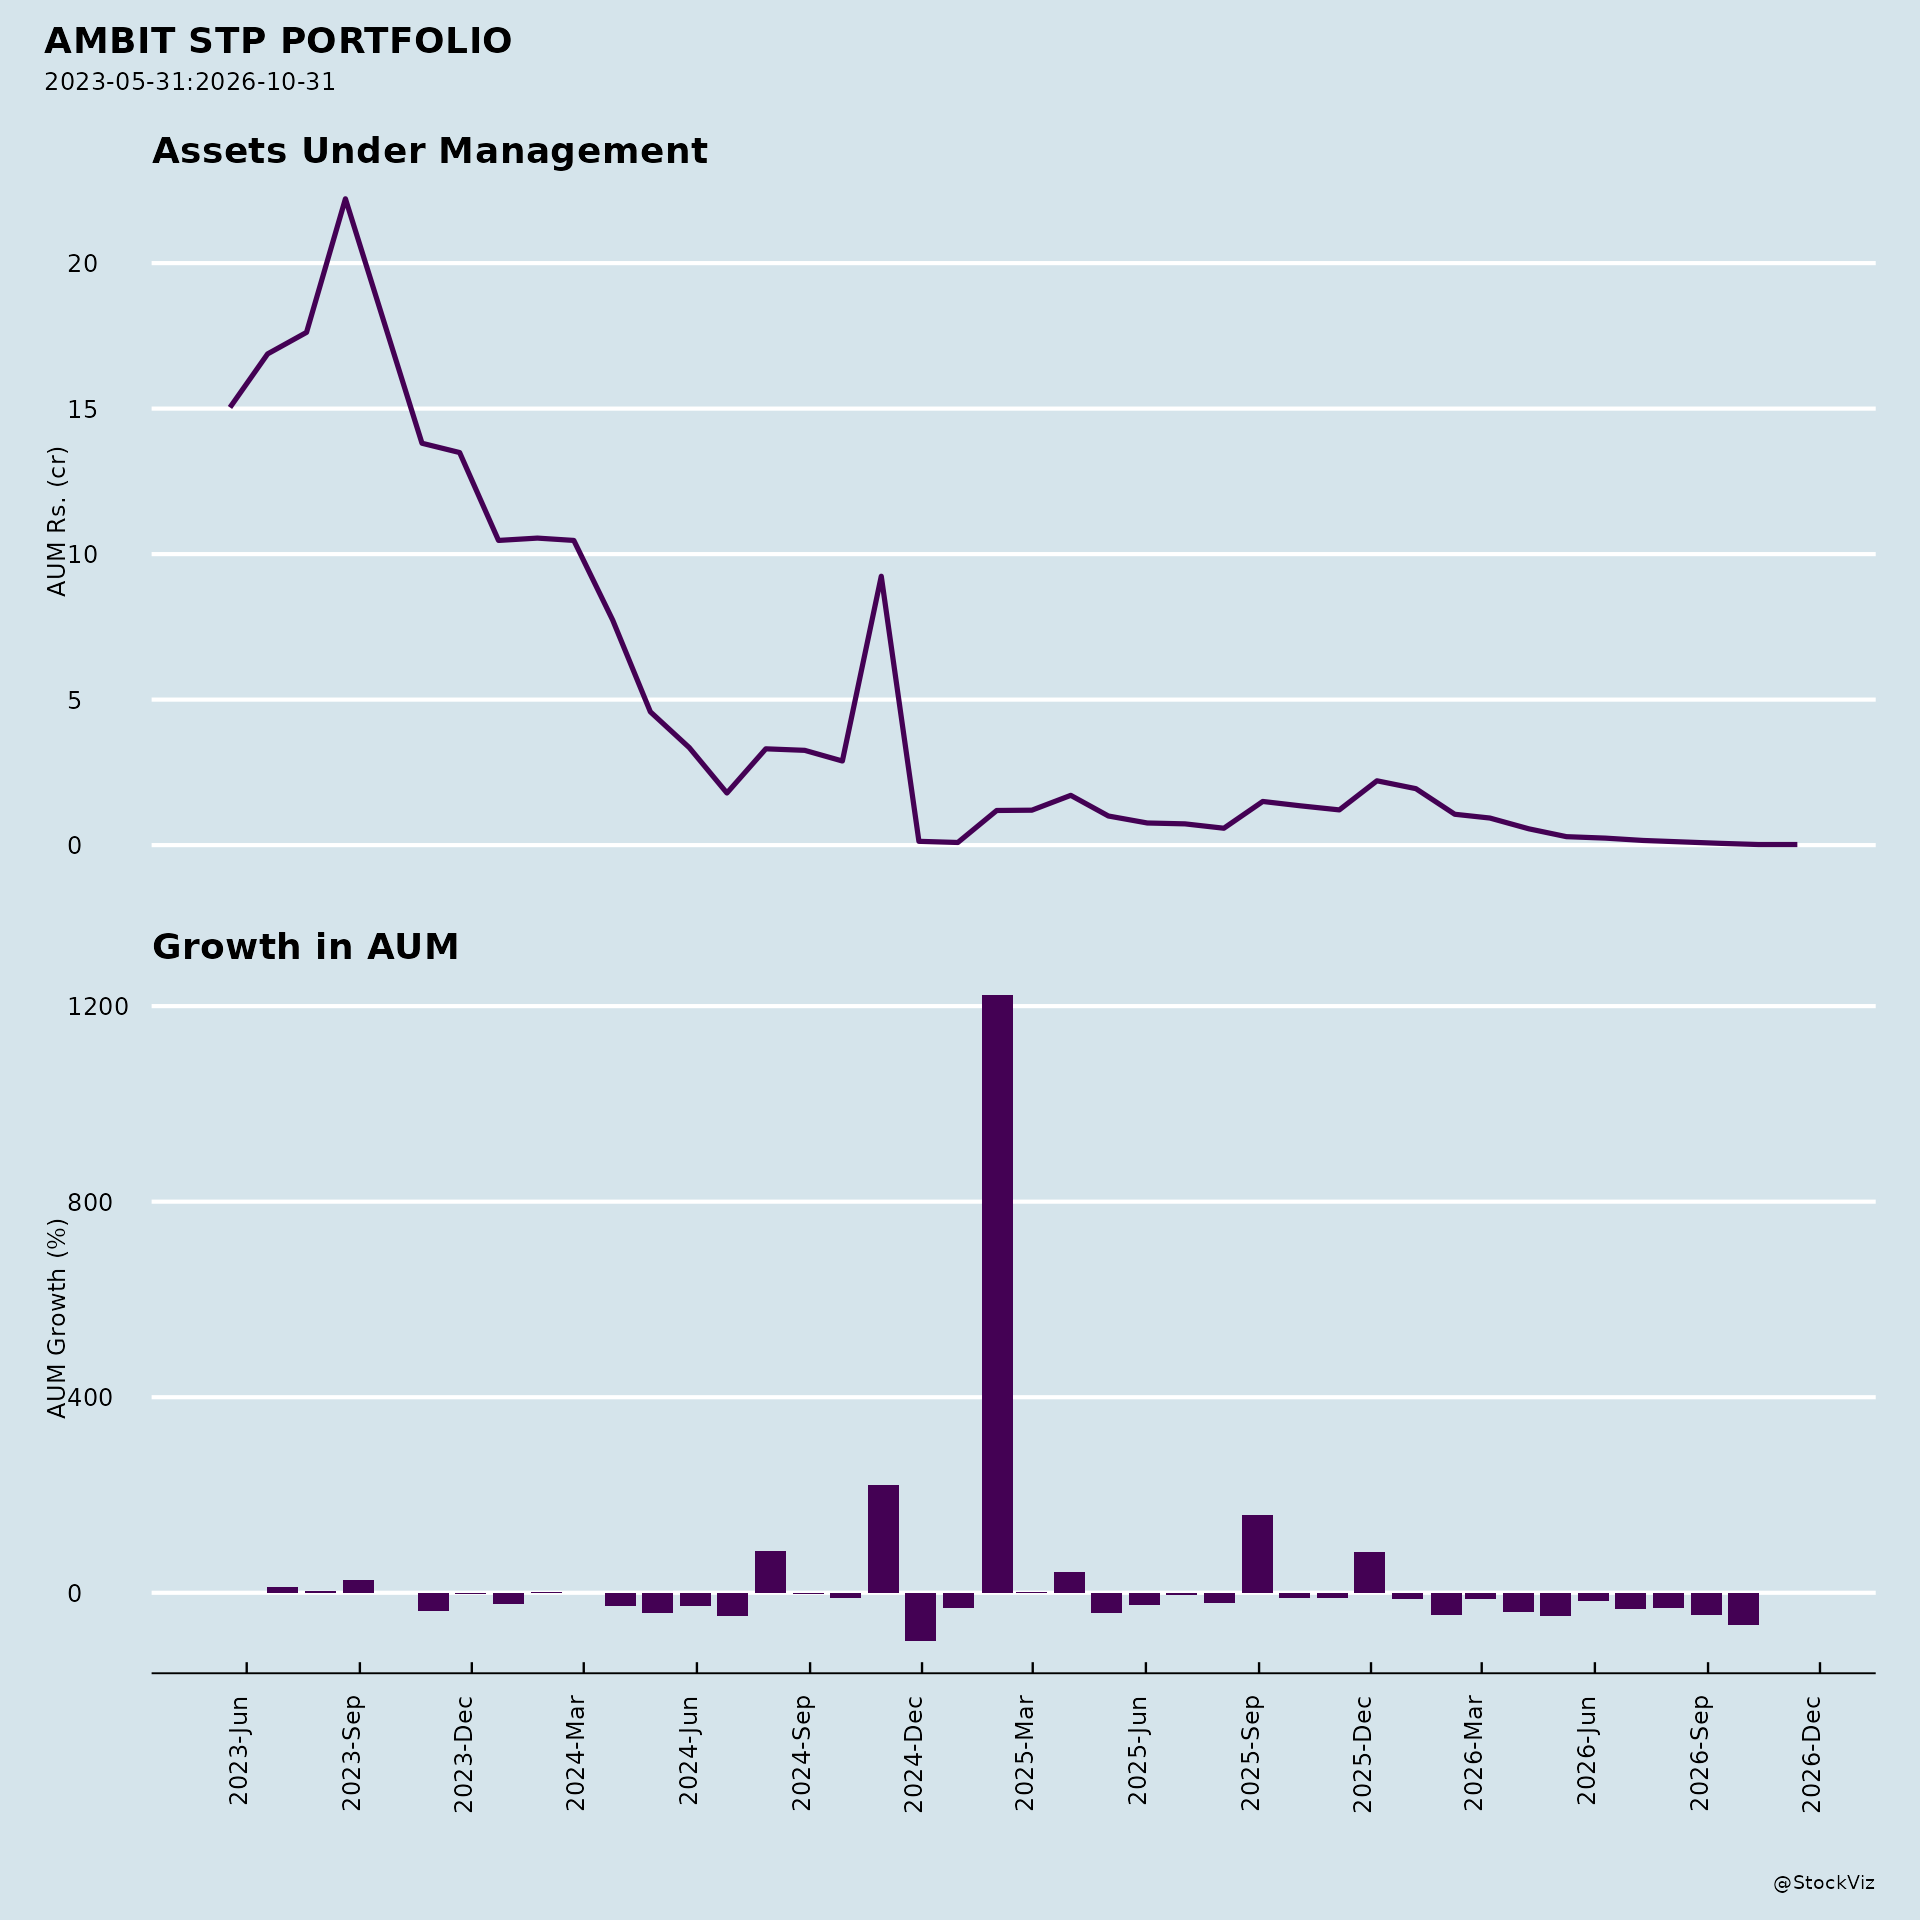 AMBIT STP PORTFOLIO
2023-05-31:2026-10-31
Assets Under Management
AUM Rs. (cr)
20
15
10
5
0
Growth in AUM
AUM Growth (%)
1200
800
400
0
2023-Jun
2023-Sep
2023-Dec
2024-Mar
2024-Jun
2024-Sep
2024-Dec
2025-Mar
2025-Jun
2025-Sep
2025-Dec
2026-Mar
2026-Jun
2026-Sep
2026-Dec
@StockViz